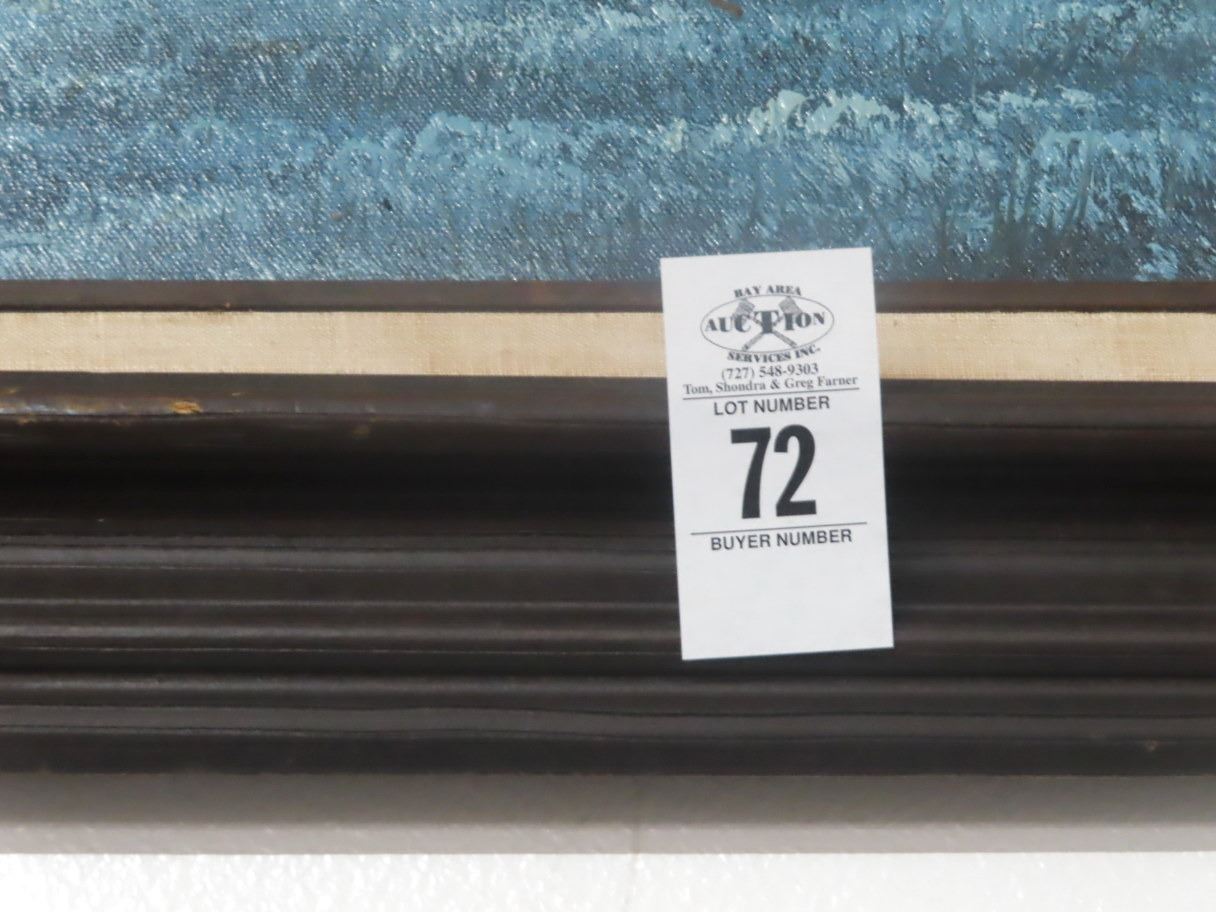 BAY AREA
AUCTION
SERVICES INC.
(727) 548-9303
Tom, Shondra & Greg Farner
LOT NUMBER
72
BUYER NUMBER